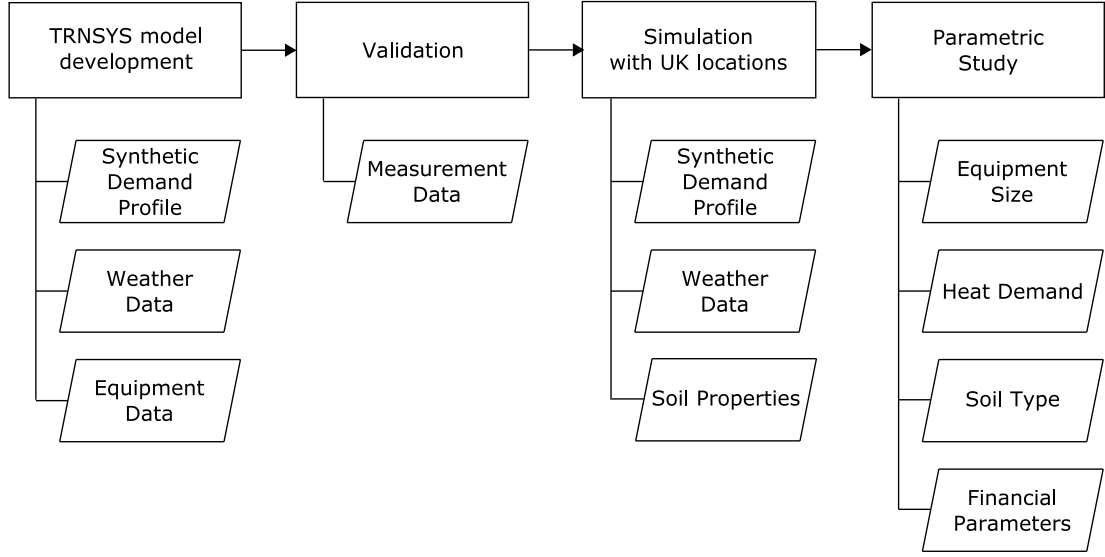 TRNSYS model
development
Synthetic
Demand
Profile
Weather
Data
Equipment
Data
Validation
Measurement
Data
Simulation
with UK locations
Synthetic
Demand
Profile
Weather
Data
Soil Properties
Parametric
Study
Equipment
Size
Heat Demand
Soil Type
Financial
Parameters